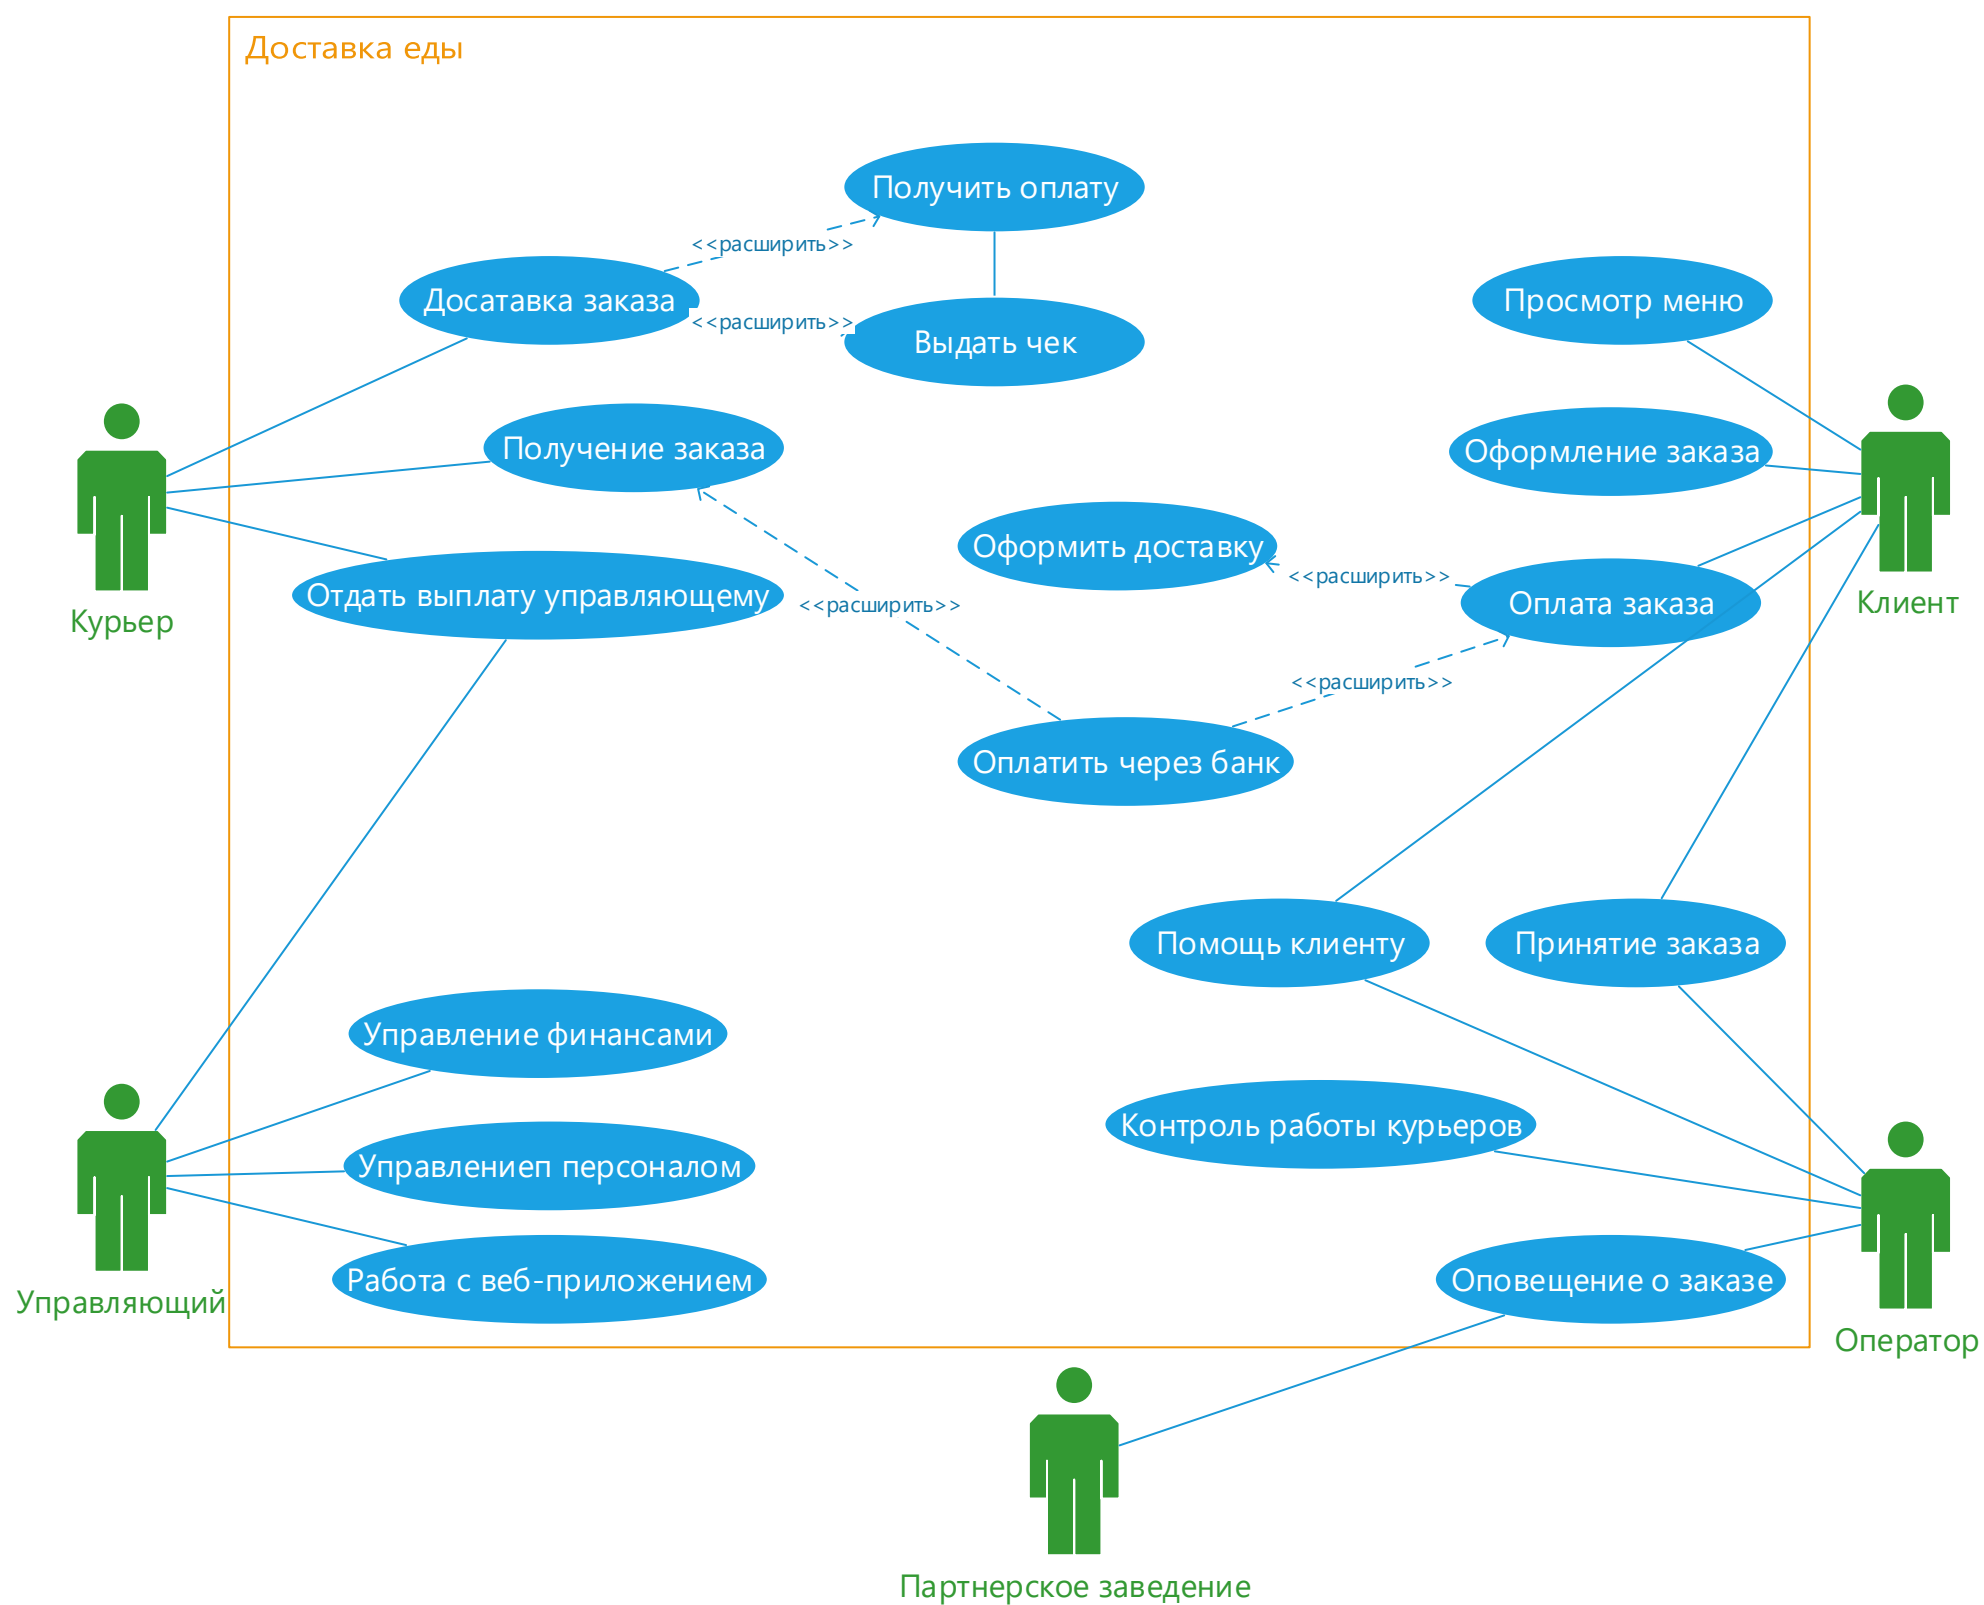 Доставка еды
Получить оплату
<<расширить>>
Досатавка заказа
<<расширить>>
Выдать чек
Просмотр меню
Получение заказа
Оформление заказа
Оформить доставку
<<расширить>>
Отдать выплату управляющему
<<расширить>>
Оплата заказа
Курьер
Клиент
<<расширить>>
Оплатить через банк
Помощь клиенту
Принятие заказа
Управление финансами
Контроль работы курьеров
Управлениеп персоналом
Работа с веб-приложением
Оповещение о заказе
Управляющий
Оператор
Партнерское заведение